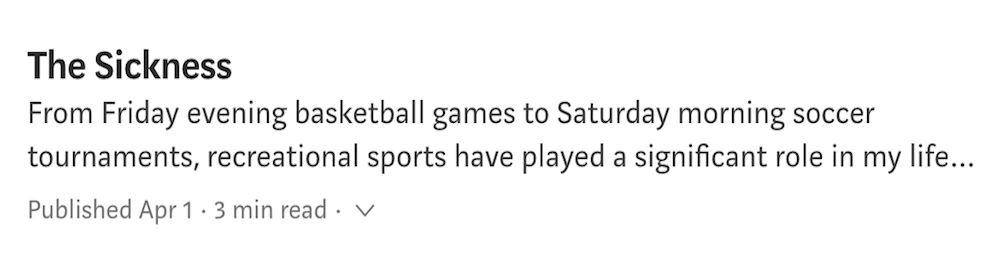 The Sickness
From Friday evening basketball games to Saturday morning soccer
tournaments, recreational sports have played a significant role in my life...
Published Apr 1 · 3 min read ·